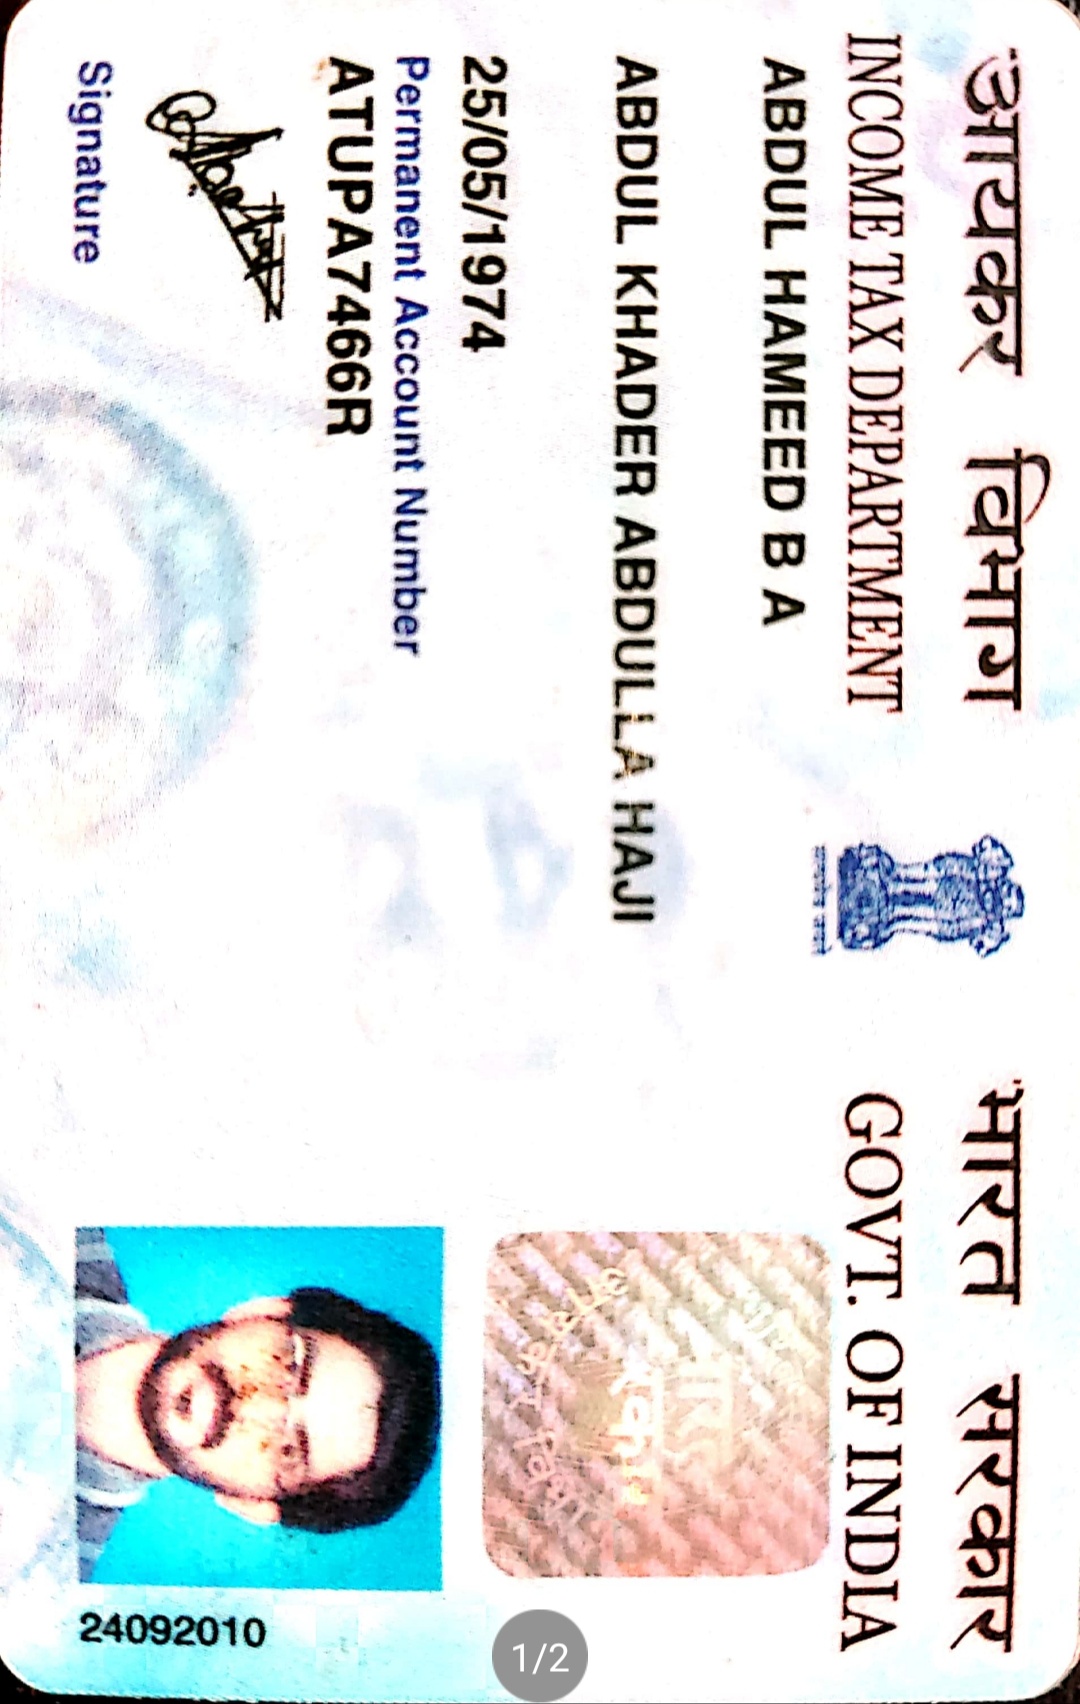 आयकर विभाग
INCOME TAX DEPARTMENT
भारत सरकार
GOVT. OF INDIA
ABDUL HAMEED B A
ABDUL KHADER ABDULLA HAJI
25/05/1974
Permanent Account Number
ATUPA7466R
Signature
24092010
1/2